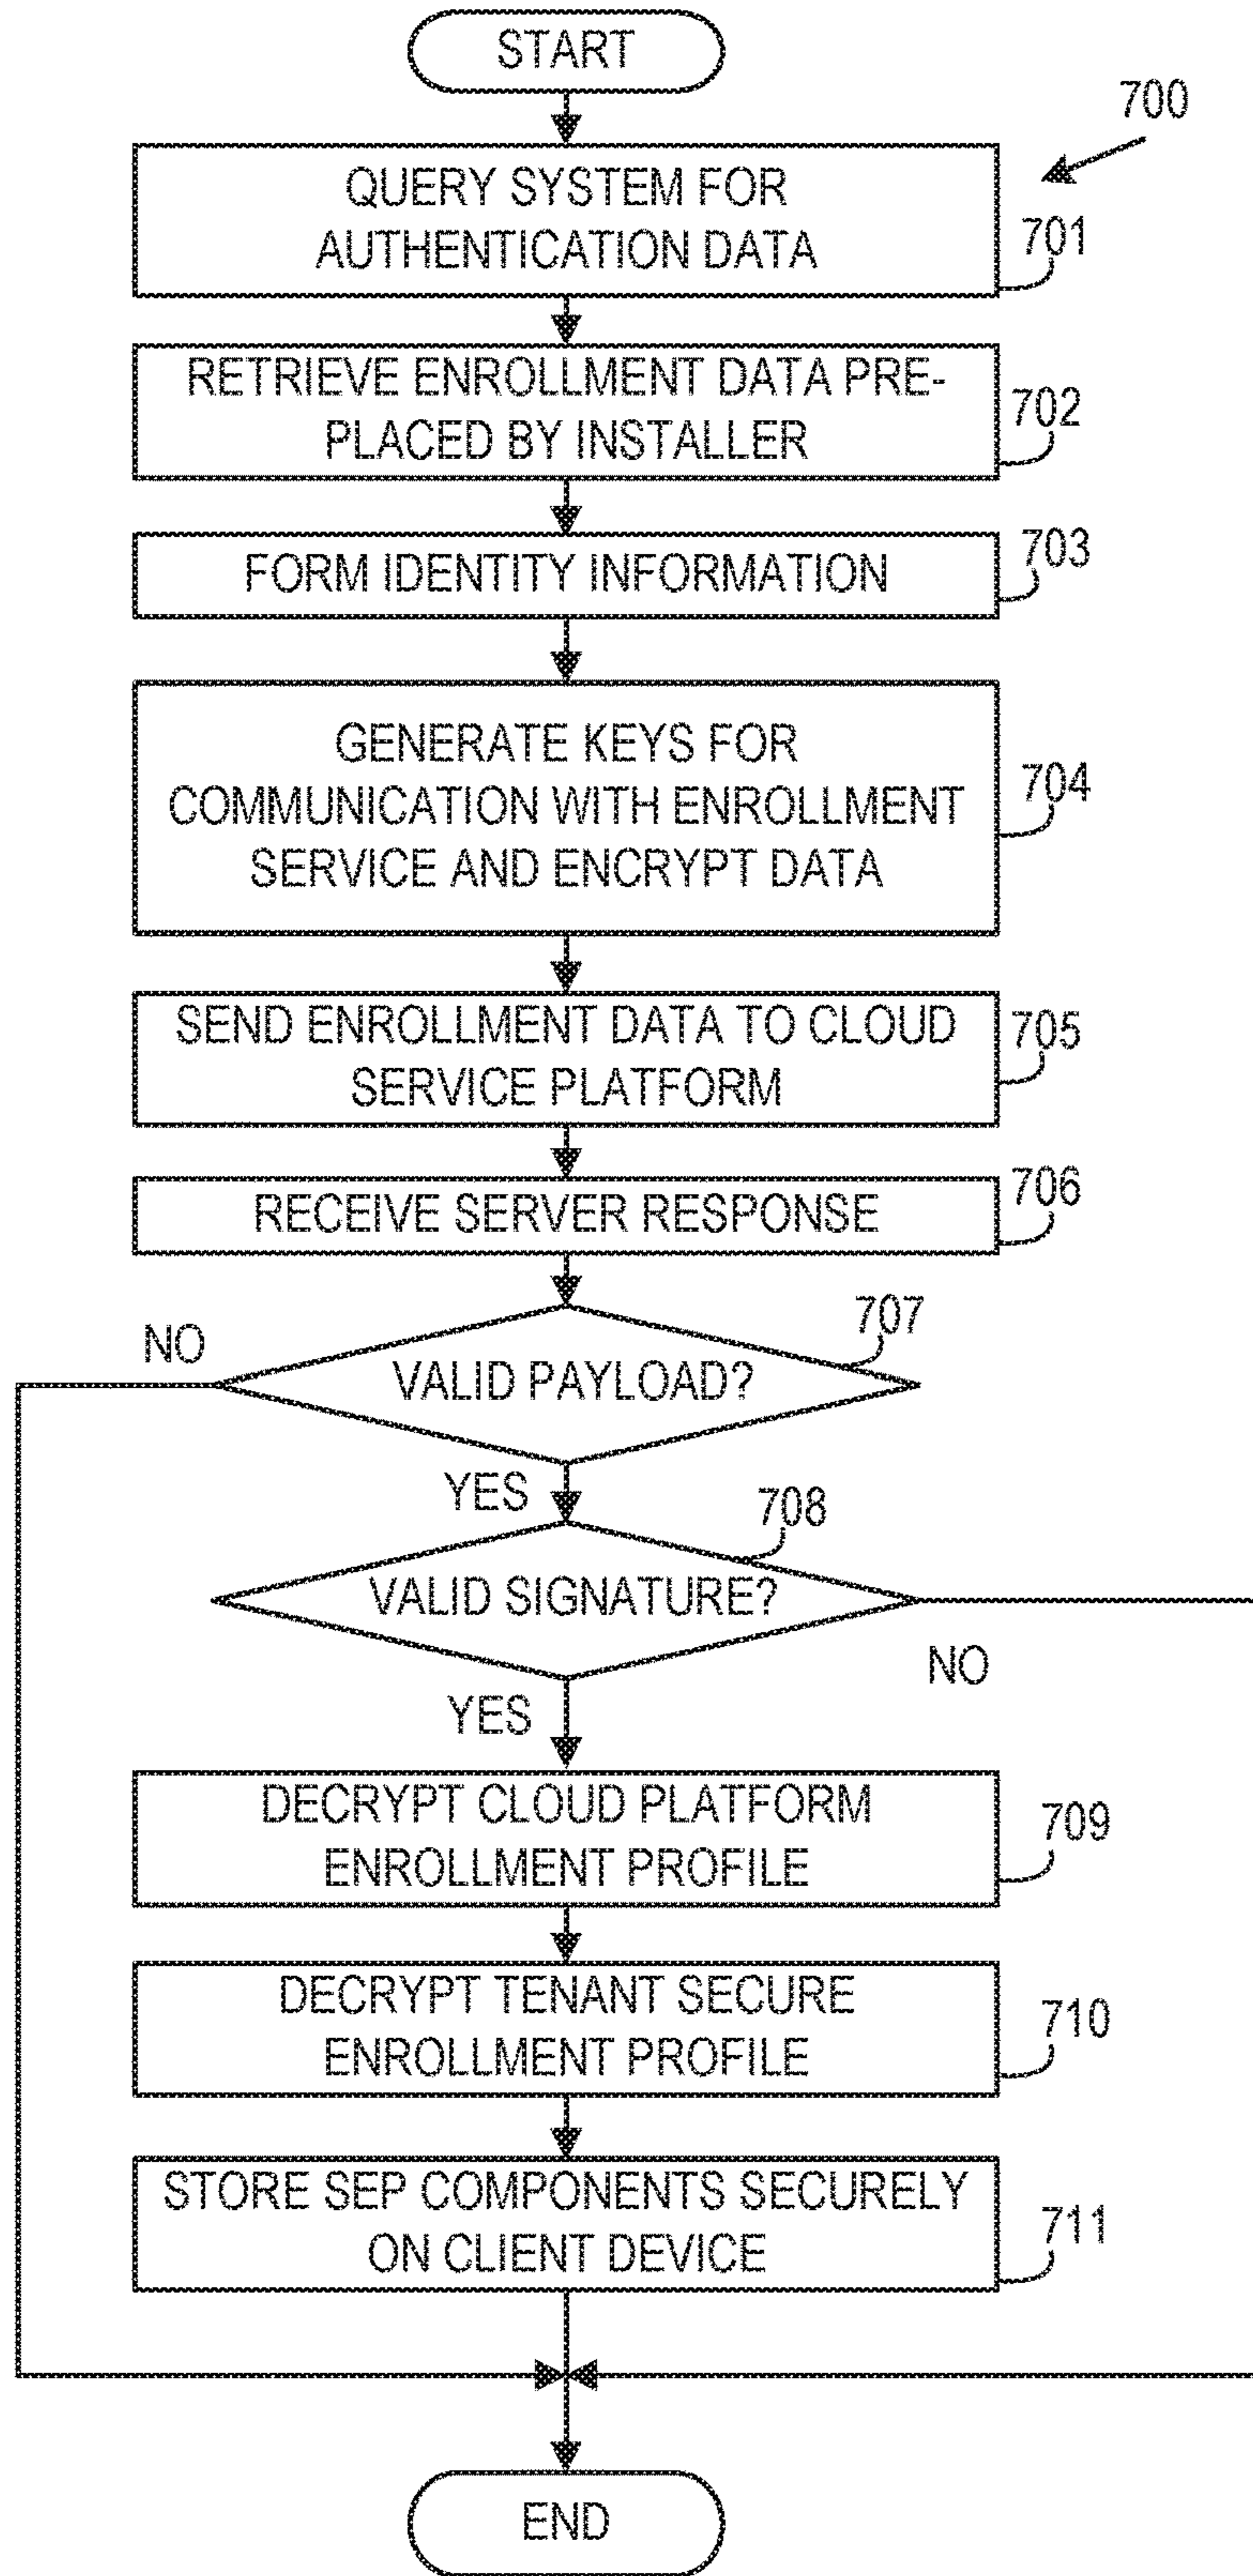 START
700
QUERY SYSTEM FOR
AUTHENTICATION DATA
701
RETRIEVE ENROLLMENT DATA PRE-
PLACED BY INSTALLER
702
FORM IDENTITY INFORMATION
703
GENERATE KEYS FOR
COMMUNICATION WITH ENROLLMENT
SERVICE AND ENCRYPT DATA
704
SEND ENROLLMENT DATA TO CLOUD
SERVICE PLATFORM
705
RECEIVE SERVER RESPONSE
706
NO
VALID PAYLOAD?
707
YES
VALID SIGNATURE?
708
NO
YES
DECRYPT CLOUD PLATFORM
ENROLLMENT PROFILE
709
DECRYPT TENANT SECURE
ENROLLMENT PROFILE
710
STORE SEP COMPONENTS SECURELY
ON CLIENT DEVICE
711
END